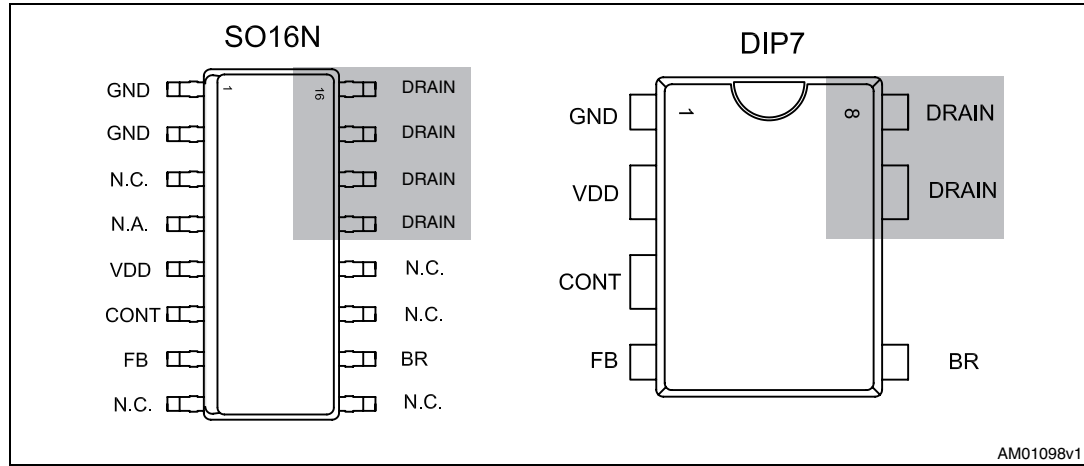 SO16N
GND 1 16 DRAIN
GND DRAIN
N.C. DRAIN
N.A. DRAIN
VDD N.C.
CONT N.C.
FB BR
N.C. N.C.
DIP7
GND 1 8 DRAIN
VDD DRAIN
CONT
FB BR
AM01098v1